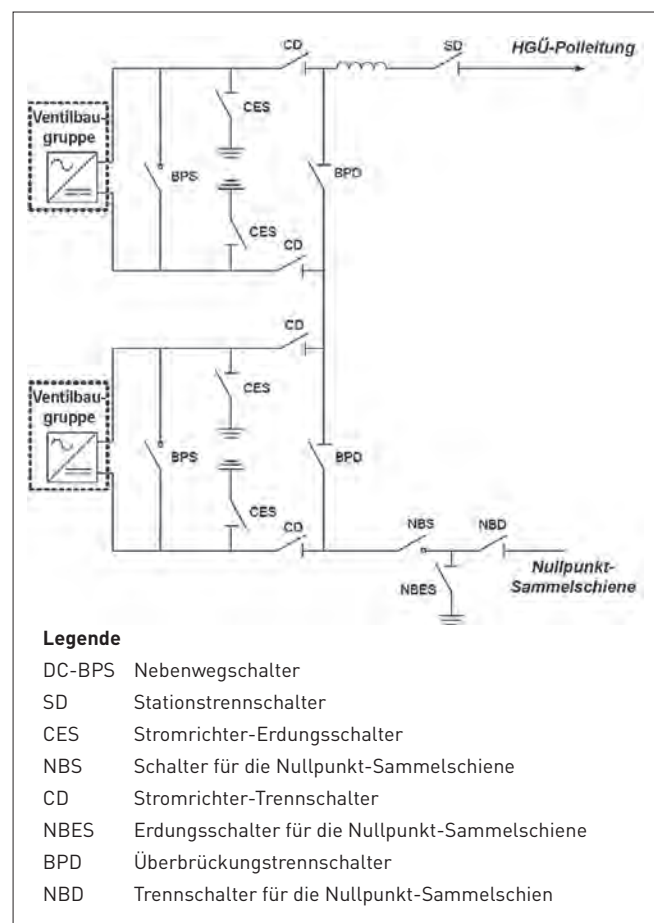 CD
SD
HGÜ-Polleitung
CES
Ventilbau-
gruppe
BPS
BPD
CES
CD
CD
CES
Ventilbau-
gruppe
BPS
BPD
CES
CD
NBS
NBD
NBES
Nullpunkt-
Sammelschiene
Legende
DC-BPS Nebenwegschalter
SD Stationstrennschalter
CES Stromrichter-Erdungsschalter
NBS Schalter für die Nullpunkt-Sammelschiene
CD Stromrichter-Trennschalter
NBES Erdungsschalter für die Nullpunkt-Sammelschiene
BPD Überbrückungstrennschalter
NBD Trennschalter für die Nullpunkt-Sammelschien